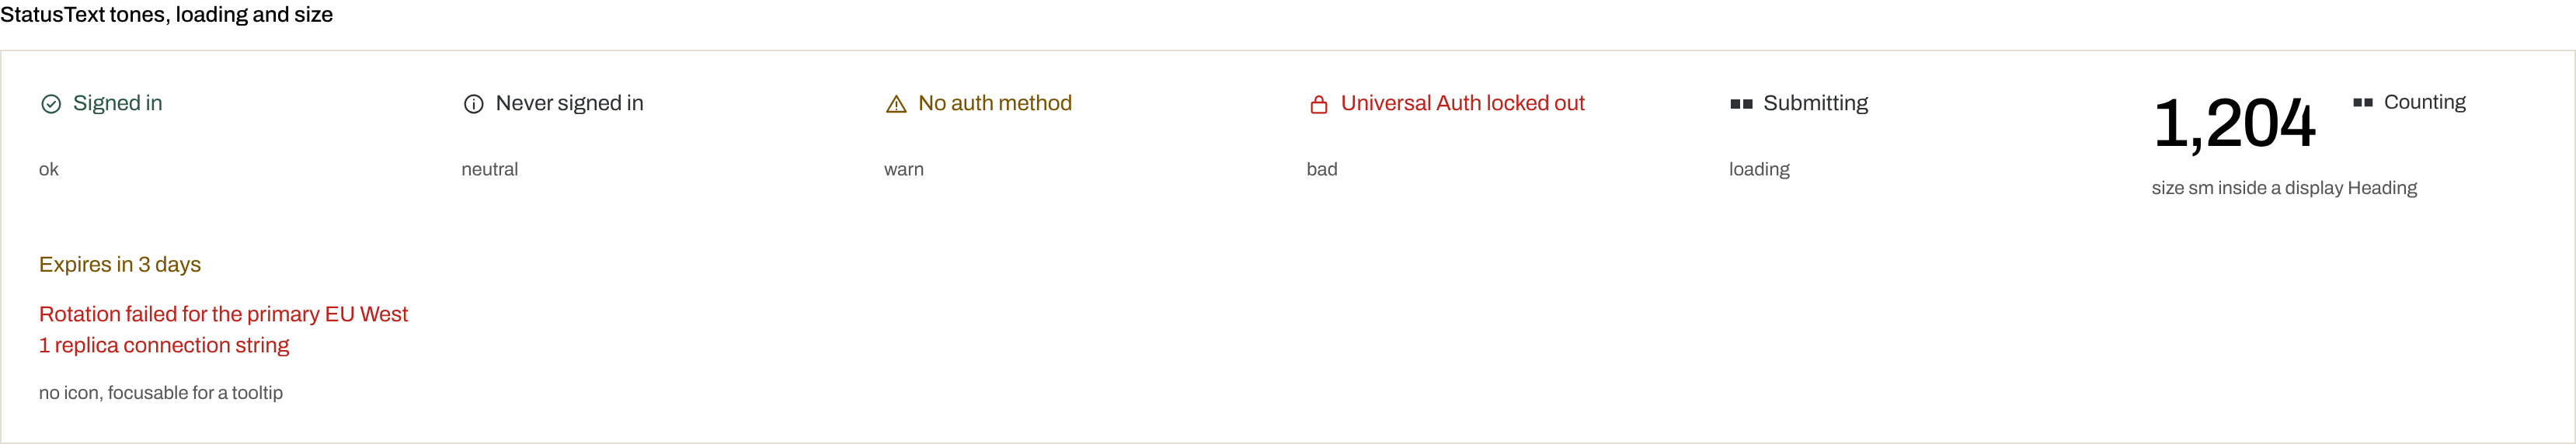 StatusText tones, loading and size
Signed in
ok
Never signed in
neutral
No auth method
warn
Universal Auth locked out
bad
Submitting
loading
1,204 Counting
size sm inside a display Heading
Expires in 3 days
Rotation failed for the primary EU West
1 replica connection string
no icon, focusable for a tooltip